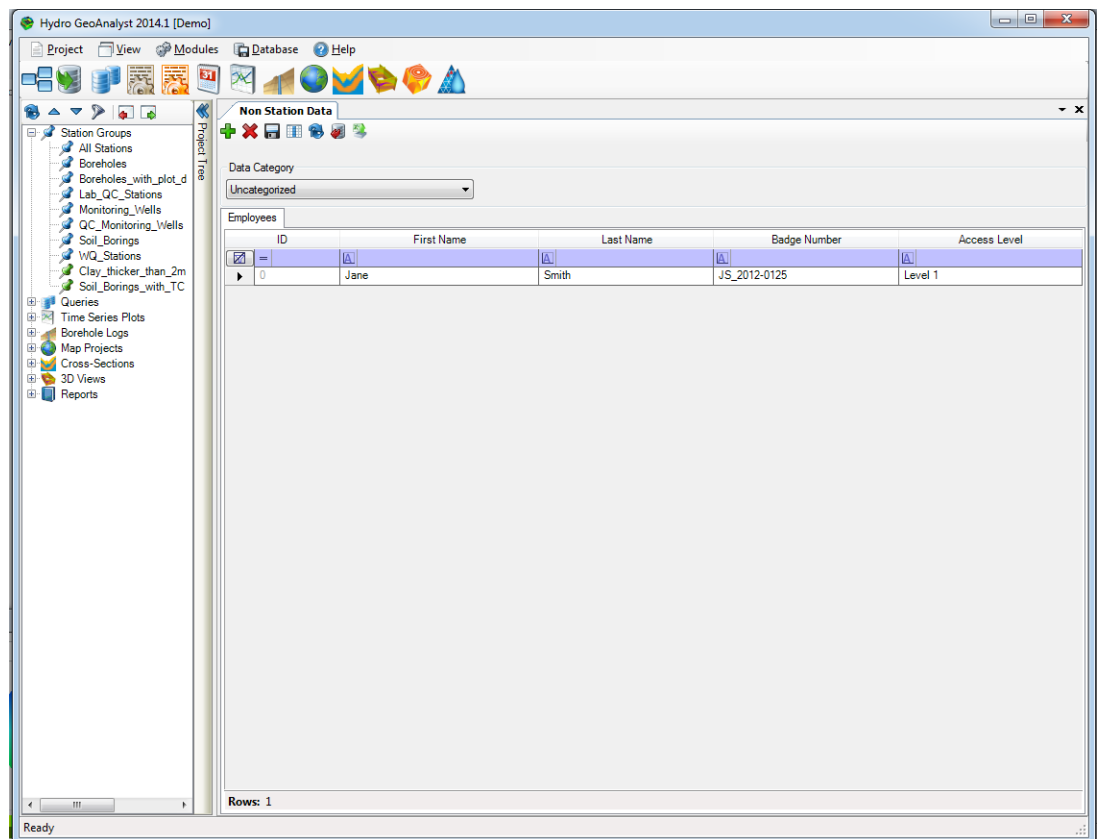 Hydro GeoAnalyst 2014.1 [Demo]
Project View Modules Database Help
31
Project Tree
Station Groups
All Stations
Boreholes
Boreholes_with_plot_d
Lab_QC_Stations
Monitoring_Wells
QC_Monitoring_Wells
Soil_Borings
WQ_Stations
Clay_thicker_than_2m
Soil_Borings_with_TC
Queries
Time Series Plots
Borehole Logs
Map Projects
Cross-Sections
3D Views
Reports
Non Station Data
Data Category
Uncategorized
Employees
ID First Name Last Name Badge Number Access Level
= A A A A
0 Jane Smith JS_2012-0125 Level 1
Rows: 1
Ready